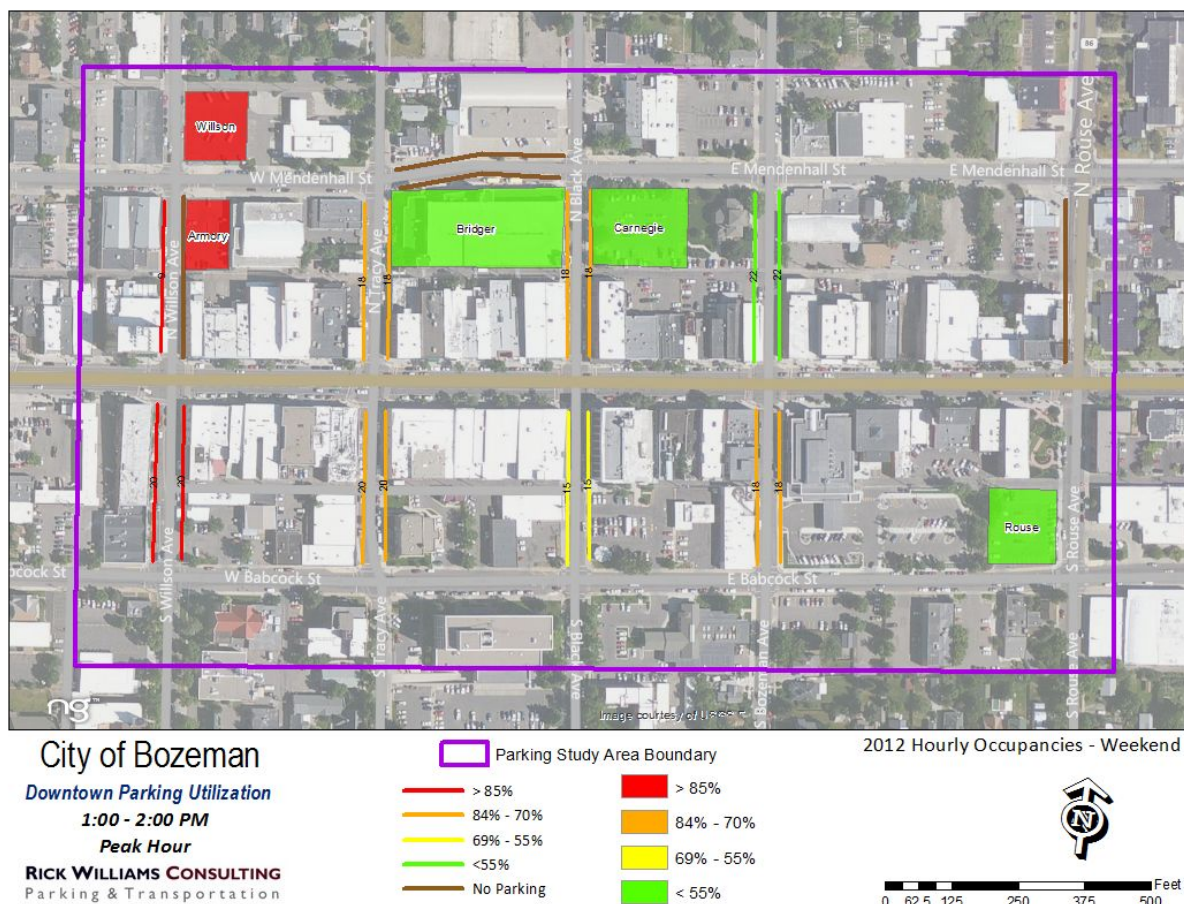 86
N Rouse Ave
Willson
W Mendenhall St
N Black Ave
E Mendenhall St
E Mendenhall St
Armory
Bridger
Carnegie
N Willson Ave
N Tracy Ave
9
18
18
18
18
22
22
20
20
20
20
15
15
18
18
Rouse
W Babcock St
E Babcock St
S Willson Ave
S Tracy Ave
S Black Ave
S Bozeman Ave
S Rouse Ave
S Rouse Ave
ng
Image courtesy of USGS
City of Bozeman
Downtown Parking Utilization
1:00 - 2:00 PM
Peak Hour
RICK WILLIAMS CONSULTING
Parking & Transportation
Parking Study Area Boundary
> 85%
84% - 70%
69% - 55%
<55%
No Parking
> 85%
84% - 70%
69% - 55%
< 55%
2012 Hourly Occupancies - Weekend
N
Feet
0 62.5 125 250 375 500